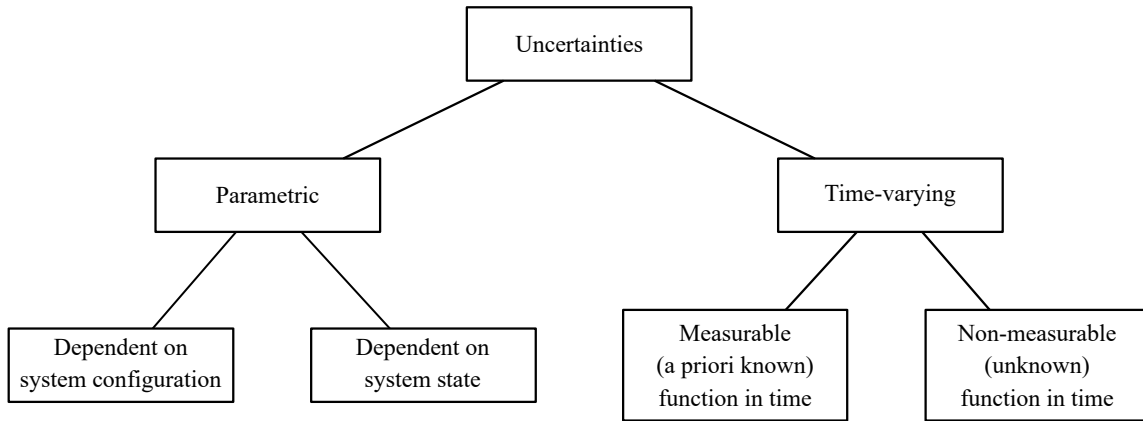 Uncertainties
Parametric
Time-varying
Dependent on
system configuration
Dependent on
system state
Measurable
(a priori known)
function in time
Non-measurable
(unknown)
function in time